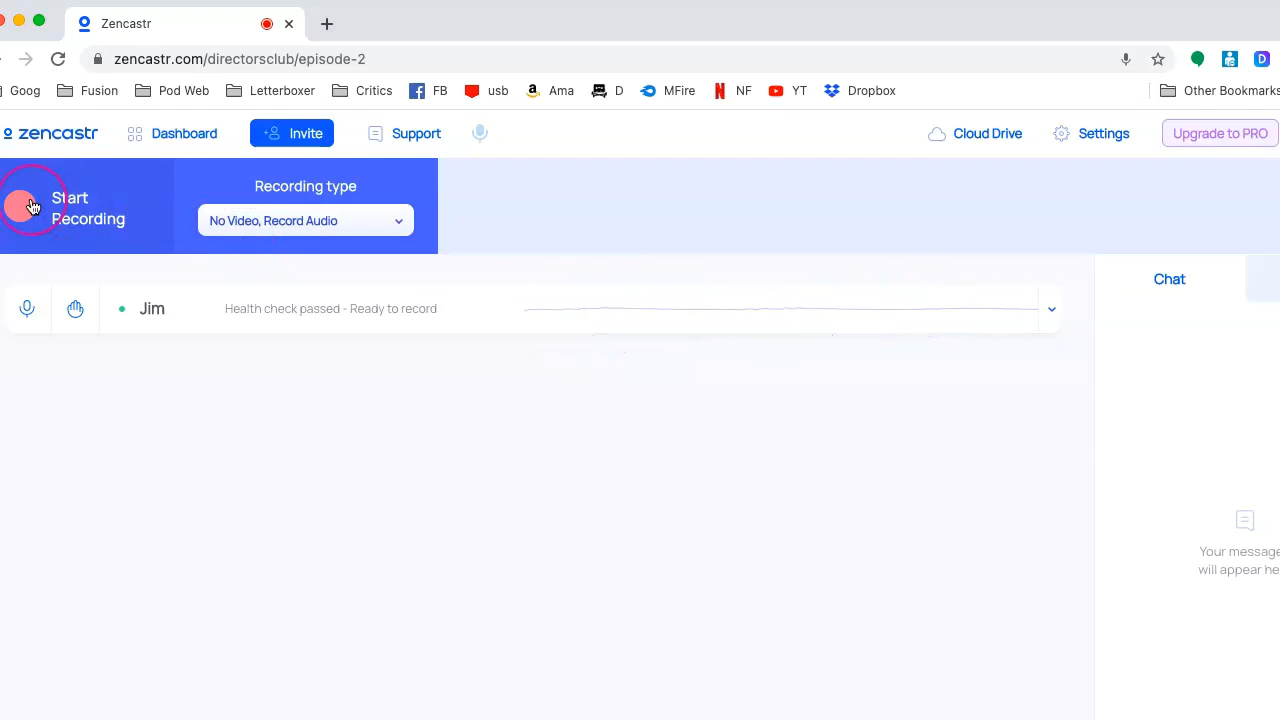 Zencastr
zencastr.com/directorsclub/episode-2
Goog Fusion Pod Web Letterboxer Critics FB usb Ama D MFire NF YT Dropbox Other Bookmarks
zencastr Dashboard Invite Support Cloud Drive Settings Upgrade to PRO
Start
Recording
Recording type
No Video, Record Audio
Chat
Jim Health check passed - Ready to record
Your message
will appear he